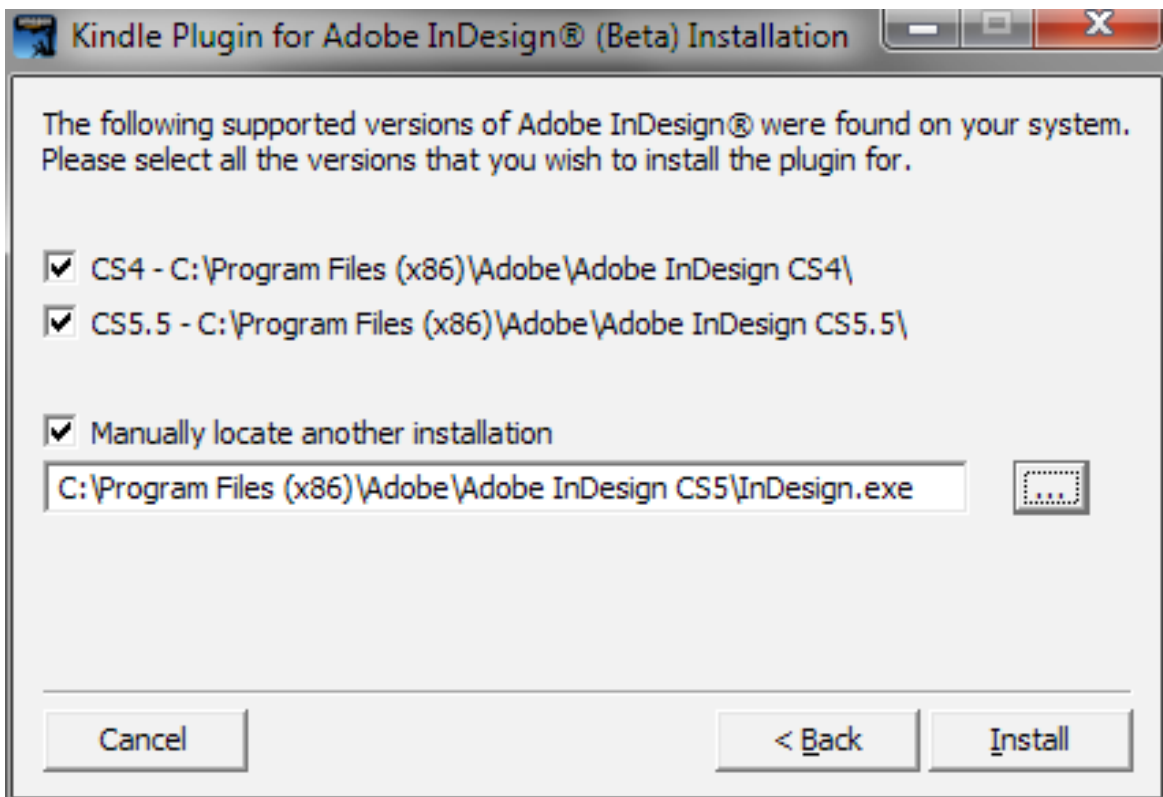 Kindle Plugin for Adobe InDesign® (Beta) Installation
The following supported versions of Adobe InDesign® were found on your system.
Please select all the versions that you wish to install the plugin for.
CS4 - C:\Program Files (x86)\Adobe\Adobe InDesign CS4\
CS5.5 - C:\Program Files (x86)\Adobe\Adobe InDesign CS5.5\
Manually locate another installation
C:\Program Files (x86)\Adobe\Adobe InDesign CS5\InDesign.exe ...
Cancel < Back Install